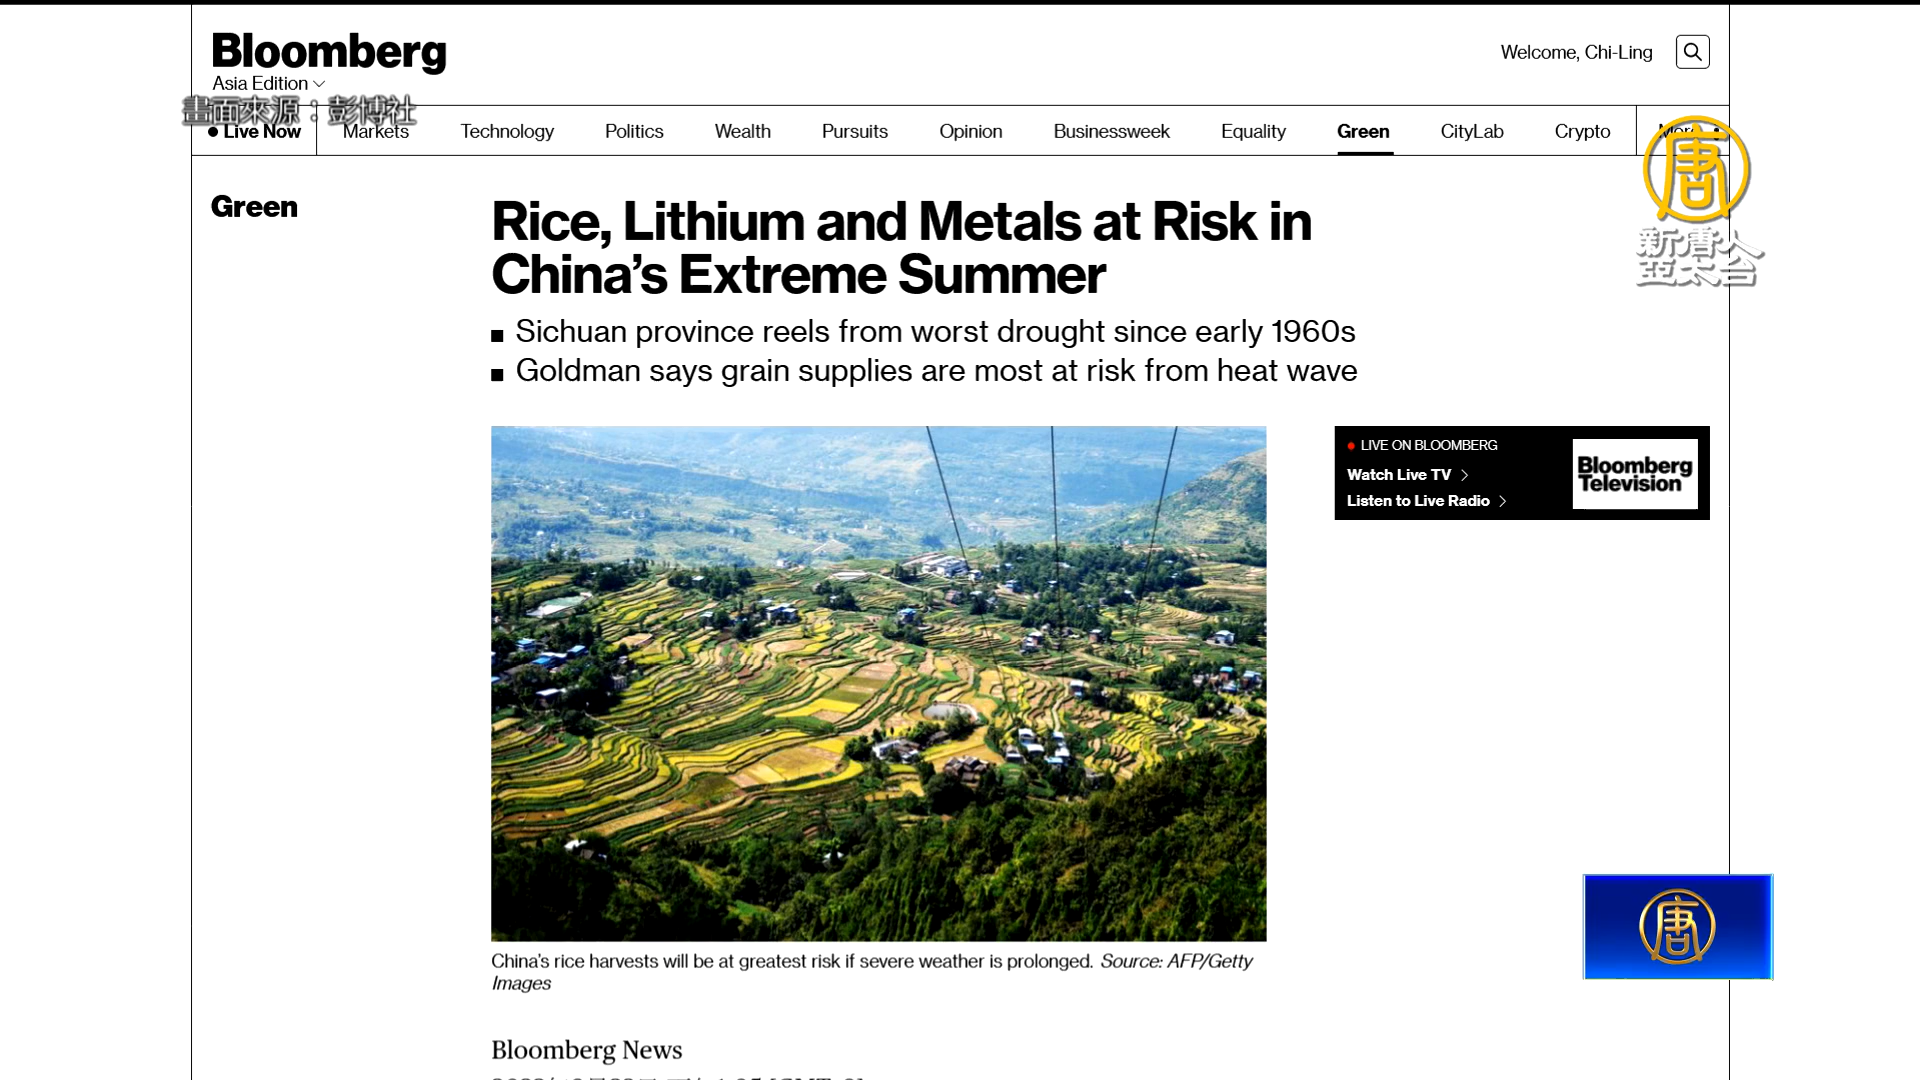 Bloomberg
Asia Edition
Welcome, Chi-Ling
畫面來源：彭博社
Live Now
Markets
Technology
Politics
Wealth
Pursuits
Opinion
Businessweek
Equality
Green
CityLab
Crypto
唐
新唐人
亞太台
Green
Rice, Lithium and Metals at Risk in
China’s Extreme Summer
Sichuan province reels from worst drought since early 1960s
Goldman says grain supplies are most at risk from heat wave
LIVE ON BLOOMBERG
Watch Live TV
Listen to Live Radio
Bloomberg
Television
唐
China’s rice harvests will be at greatest risk if severe weather is prolonged. Source: AFP/Getty
Images
Bloomberg News